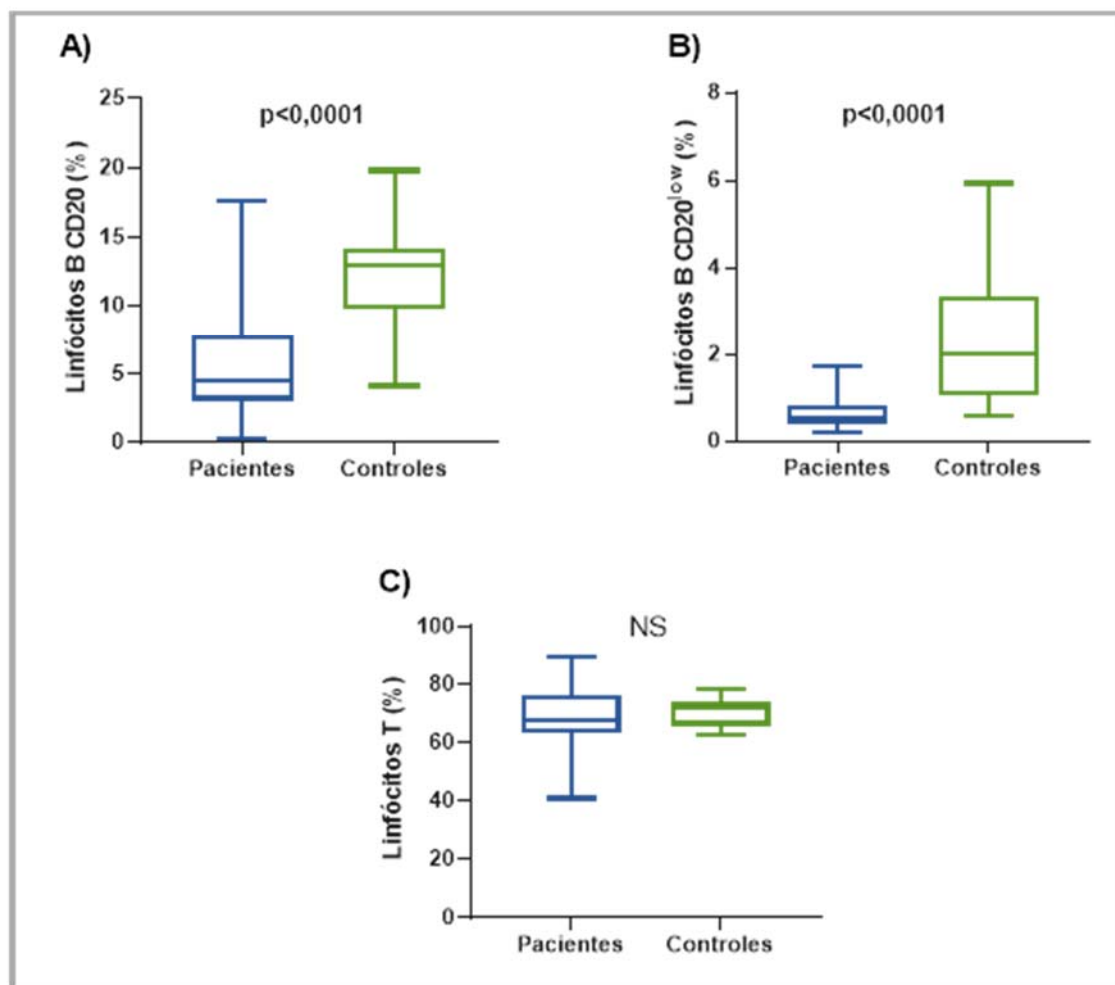 A)
p<0,0001
Linfócitos B CD20 (%)
25
20
15
10
5
0
Pacientes Controles
B)
p<0,0001
Linfócitos B CD20low (%)
8
6
4
2
0
Pacientes Controles
C)
NS
Linfócitos T (%)
100
80
60
40
20
0
Pacientes Controles